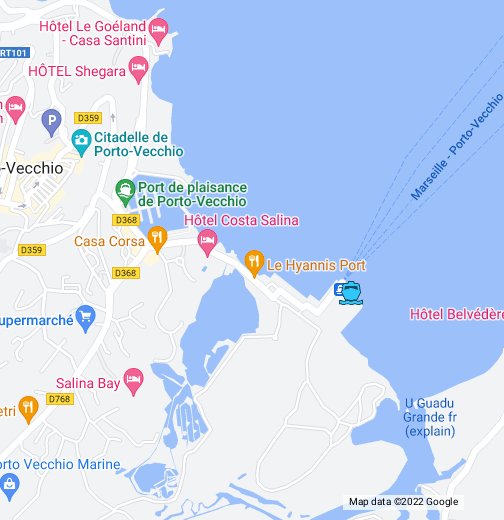 Hôtel Le Goéland
- Casa Santini
RT101
HÔTEL Shegara
D359
Citadelle de
Porto-Vecchio
-Vecchio
Marseille - Porto-Vecchio
Port de plaisance
de Porto-Vecchio
D368
Hôtel Costa Salina
Casa Corsa
D359
D368
Le Hyannis Port
Hôtel Belvédère
upermarché
Salina Bay
D768
etri
U Guadu
Grande fr
(explain)
orto Vecchio Marine
Map data ©2022 Google